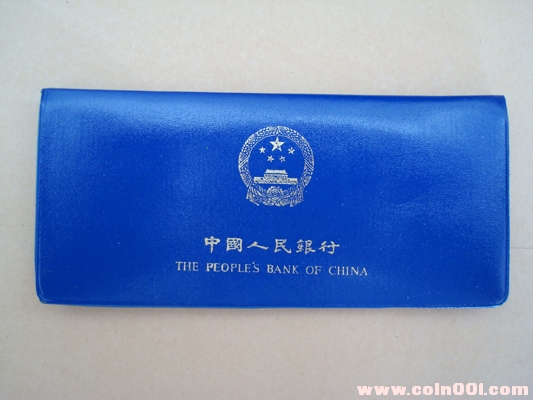 中國人民銀行
THE PEOPLE'S BANK OF CHINA
www.coin001.com